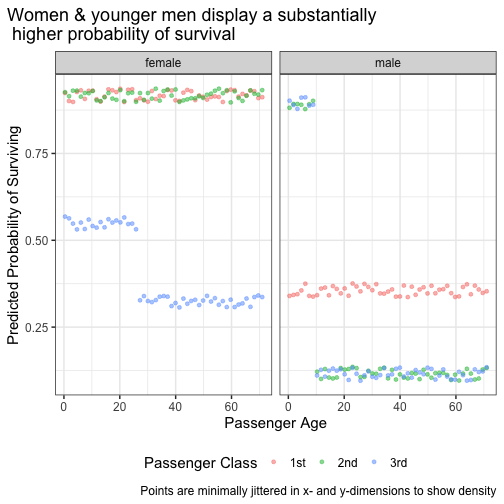 Women & younger men display a substantially
higher probability of survival
female male
Predicted Probability of Surviving
0.75
0.50
0.25
0 20 40 60 0 20 40 60
Passenger Age
Passenger Class 1st 2nd 3rd
Points are minimally jittered in x- and y-dimensions to show density